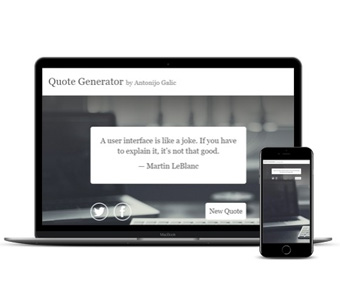 Quote Generator by Antonijo Galic
A user interface is like a joke. If you have
to explain it, it's not that good.
— Martin LeBlanc
New Quote
MacBook